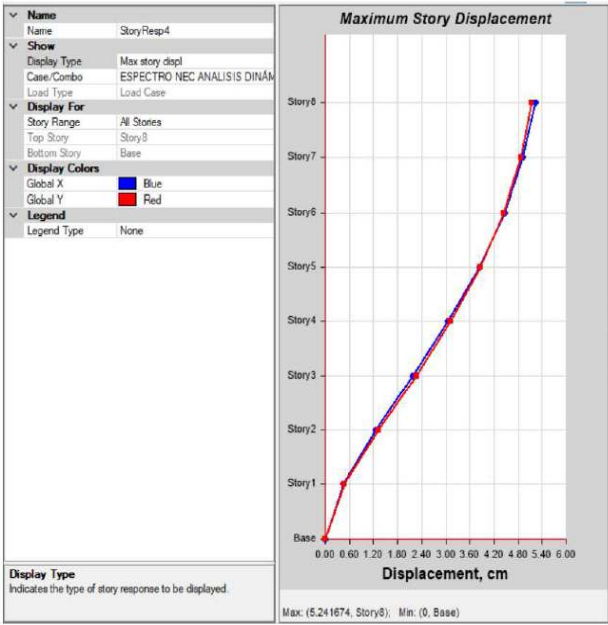 Name
Name StoryResp4
Show
Display Type Max story displ
Case/Combo ESPECTRO NEC ANALISIS DINÁM
Load Type Load Case
Display For
Story Range All Stories
Top Story Story8
Bottom Story Base
Display Colors
Global X Blue
Global Y Red
Legend
Legend Type None
Display Type
Indicates the type of story response to be displayed.
Maximum Story Displacement
Story8
Story7
Story6
Story5
Story4
Story3
Story2
Story1
Base
0.00 0.60 1.20 1.80 2.40 3.00 3.60 4.20 4.80 5.40 6.00
Displacement, cm
Max: (5.241674, Story8); Min: (0, Base)